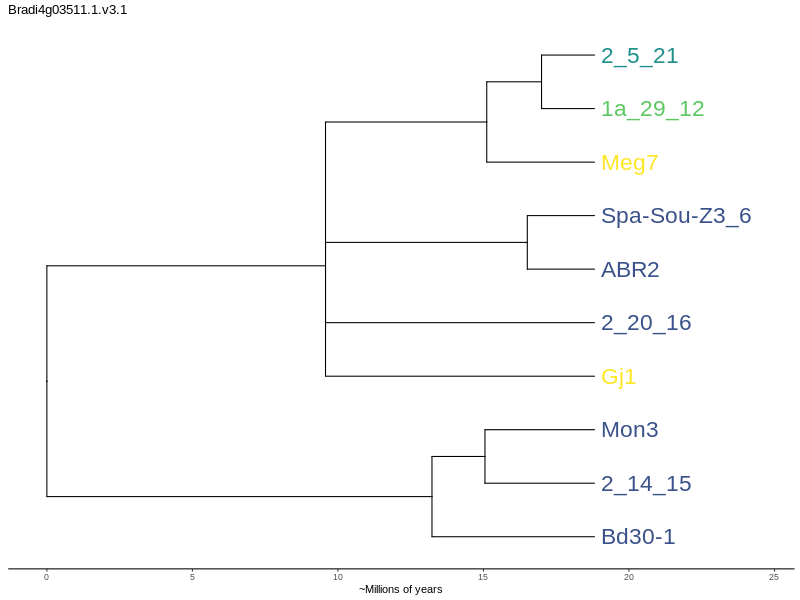 Bradi4g03511.1.v3.1
2_5_21
1a_29_12
Meg7
Spa-Sou-Z3_6
ABR2
2_20_16
Gj1
Mon3
2_14_15
Bd30-1
0 5 10 15 20 25
~Millions of years